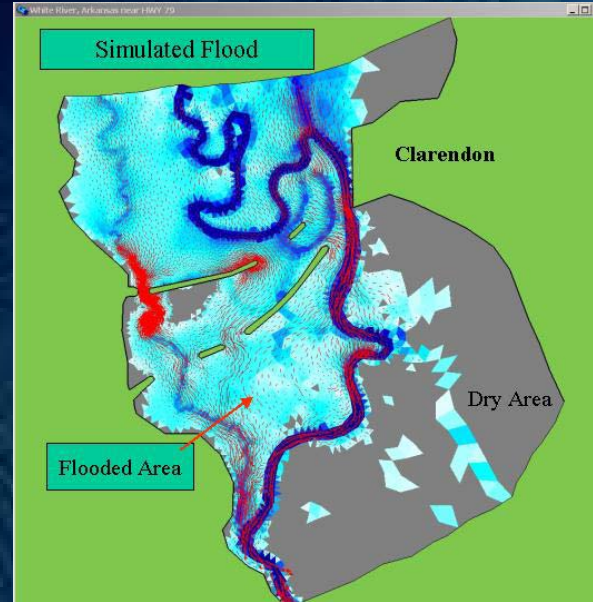 White River, Arkansas near HWY 79
Simulated Flood
Clarendon
Dry Area
Flooded Area